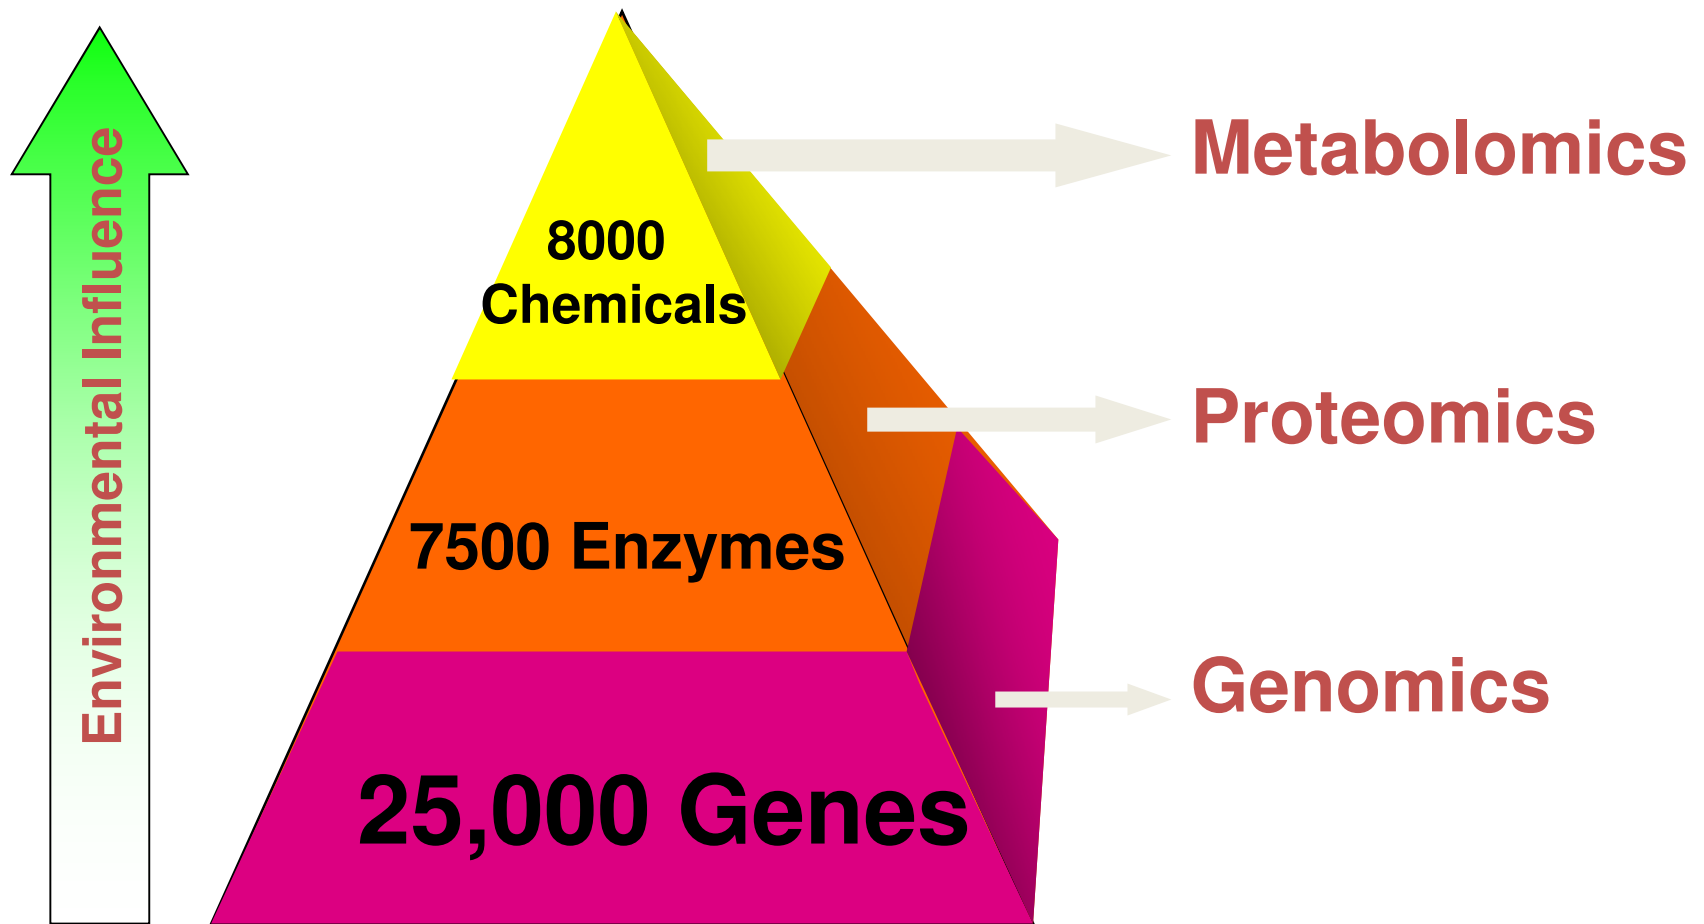 Environmental Influence
8000
Chemicals
7500 Enzymes
25,000 Genes
Metabolomics
Proteomics
Genomics